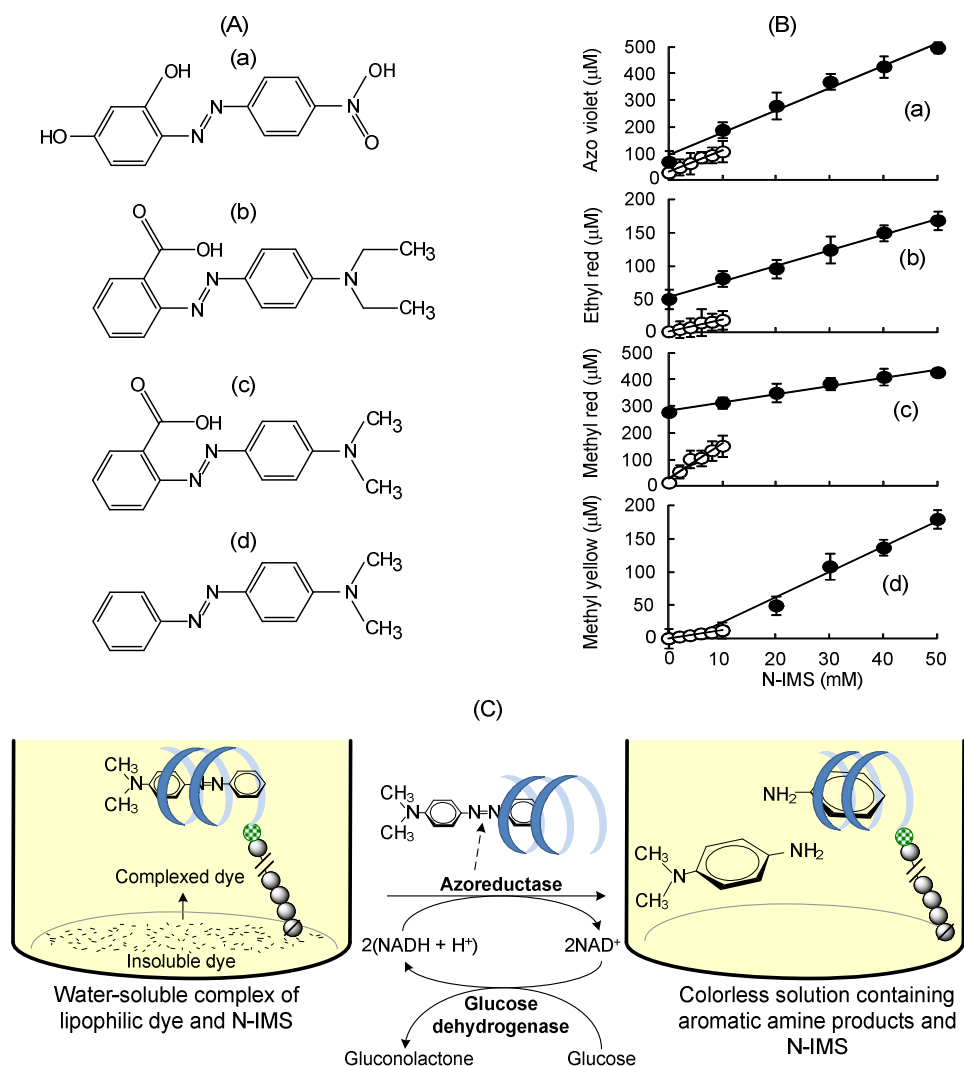 (A)
(a)
OH
OH
HO
N
N
N
O
(b)
O
OH
N
N
N
CH3
CH3
(c)
O
OH
N
N
N
CH3
CH3
(d)
N
N
N
CH3
CH3
(B)
Azo violet (µM)
500
400
300
200
100
0
(a)
Ethyl red (µM)
200
150
100
50
0
(b)
Methyl red (µM)
500
400
300
200
100
0
(c)
Methyl yellow (µM)
200
150
100
50
0
(d)
0 10 20 30 40 50
N-IMS (mM)
(C)
CH3
N
CH3
N=N
Complexed dye
Insoluble dye
Water-soluble complex of
lipophilic dye and N-IMS
CH3
N
CH3
N=N
Azoreductase
2(NADH + H+)
2NAD+
Glucose
dehydrogenase
Gluconolactone
Glucose
NH2
CH3
N
CH3
NH2
Colorless solution containing
aromatic amine products and
N-IMS